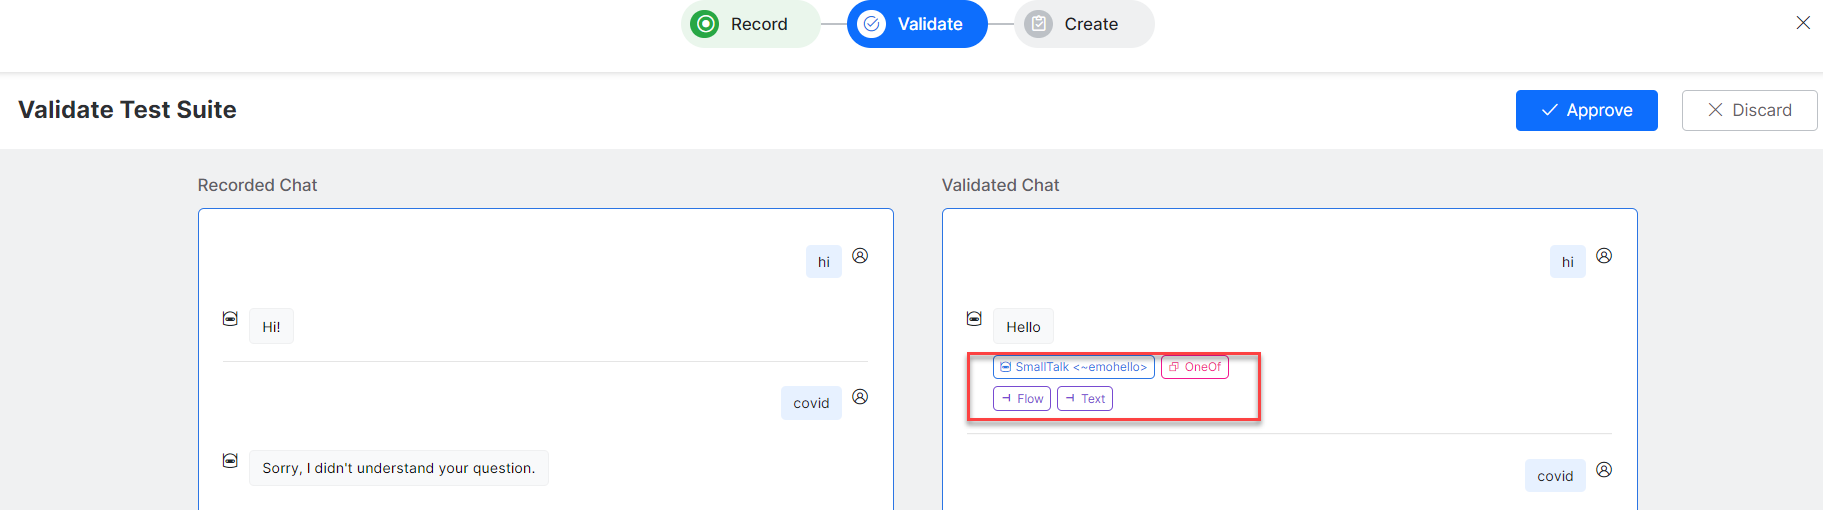 Record
Validate
Create
Validate Test Suite
Approve
Discard
Recorded Chat
hi
Hi!
covid
Sorry, I didn't understand your question.
Validated Chat
hi
Hello
SmallTalk <~emohello>
OneOf
Flow
Text
covid